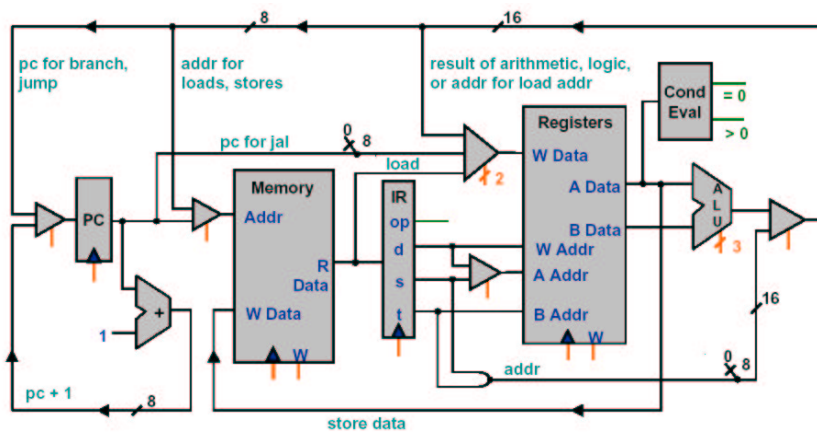 8
16
pc for branch,
jump
addr for
loads, stores
result of arithmetic, logic,
or addr for load addr
Cond
Eval
= 0
> 0
pc for jal
0
8
load
2
Registers
W Data
A Data
B Data
W Addr
A Addr
B Addr
W
A
L
U
3
PC
Memory
Addr
R
Data
W Data
W
IR
op
d
s
t
+
1
16
addr
0
8
pc + 1
8
store data